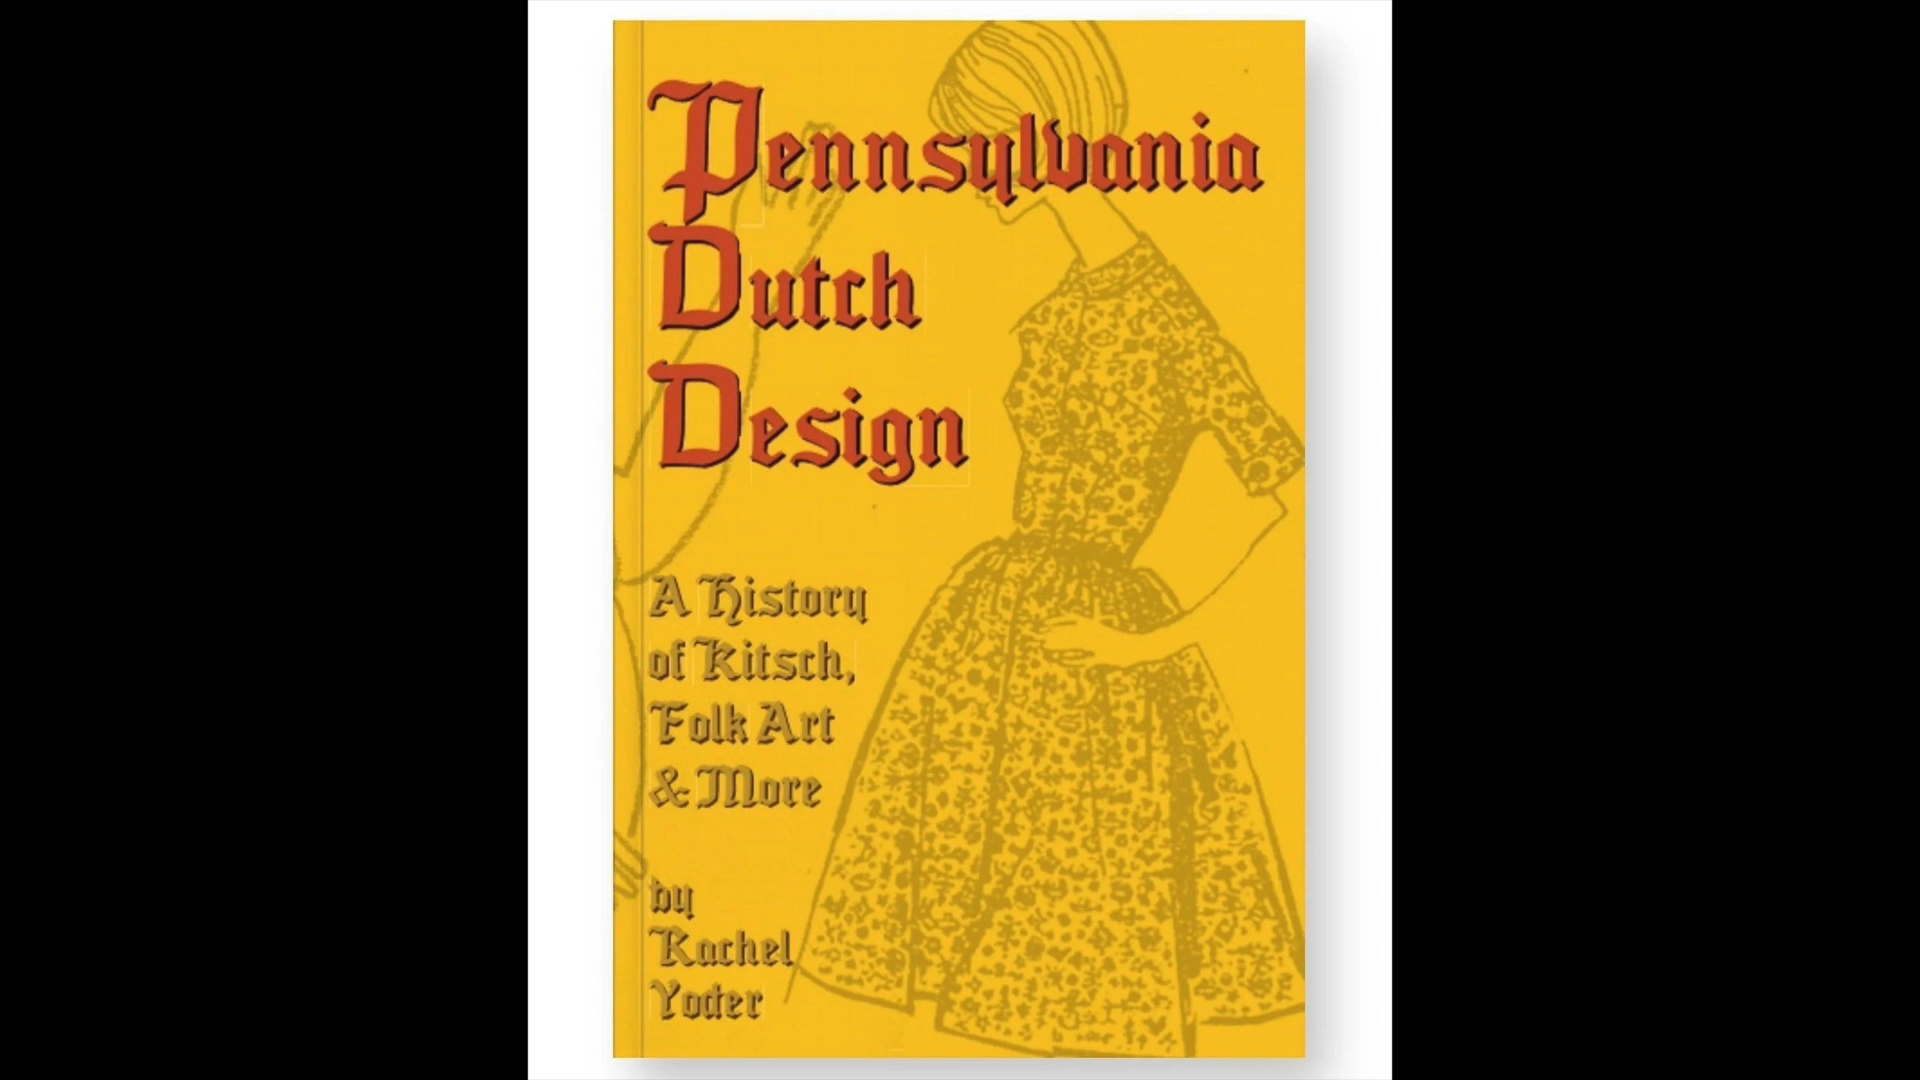 Pennsylvania
Dutch
Design
A History
of Kitsch,
Folk Art
& More
by
Rachel
Yoder